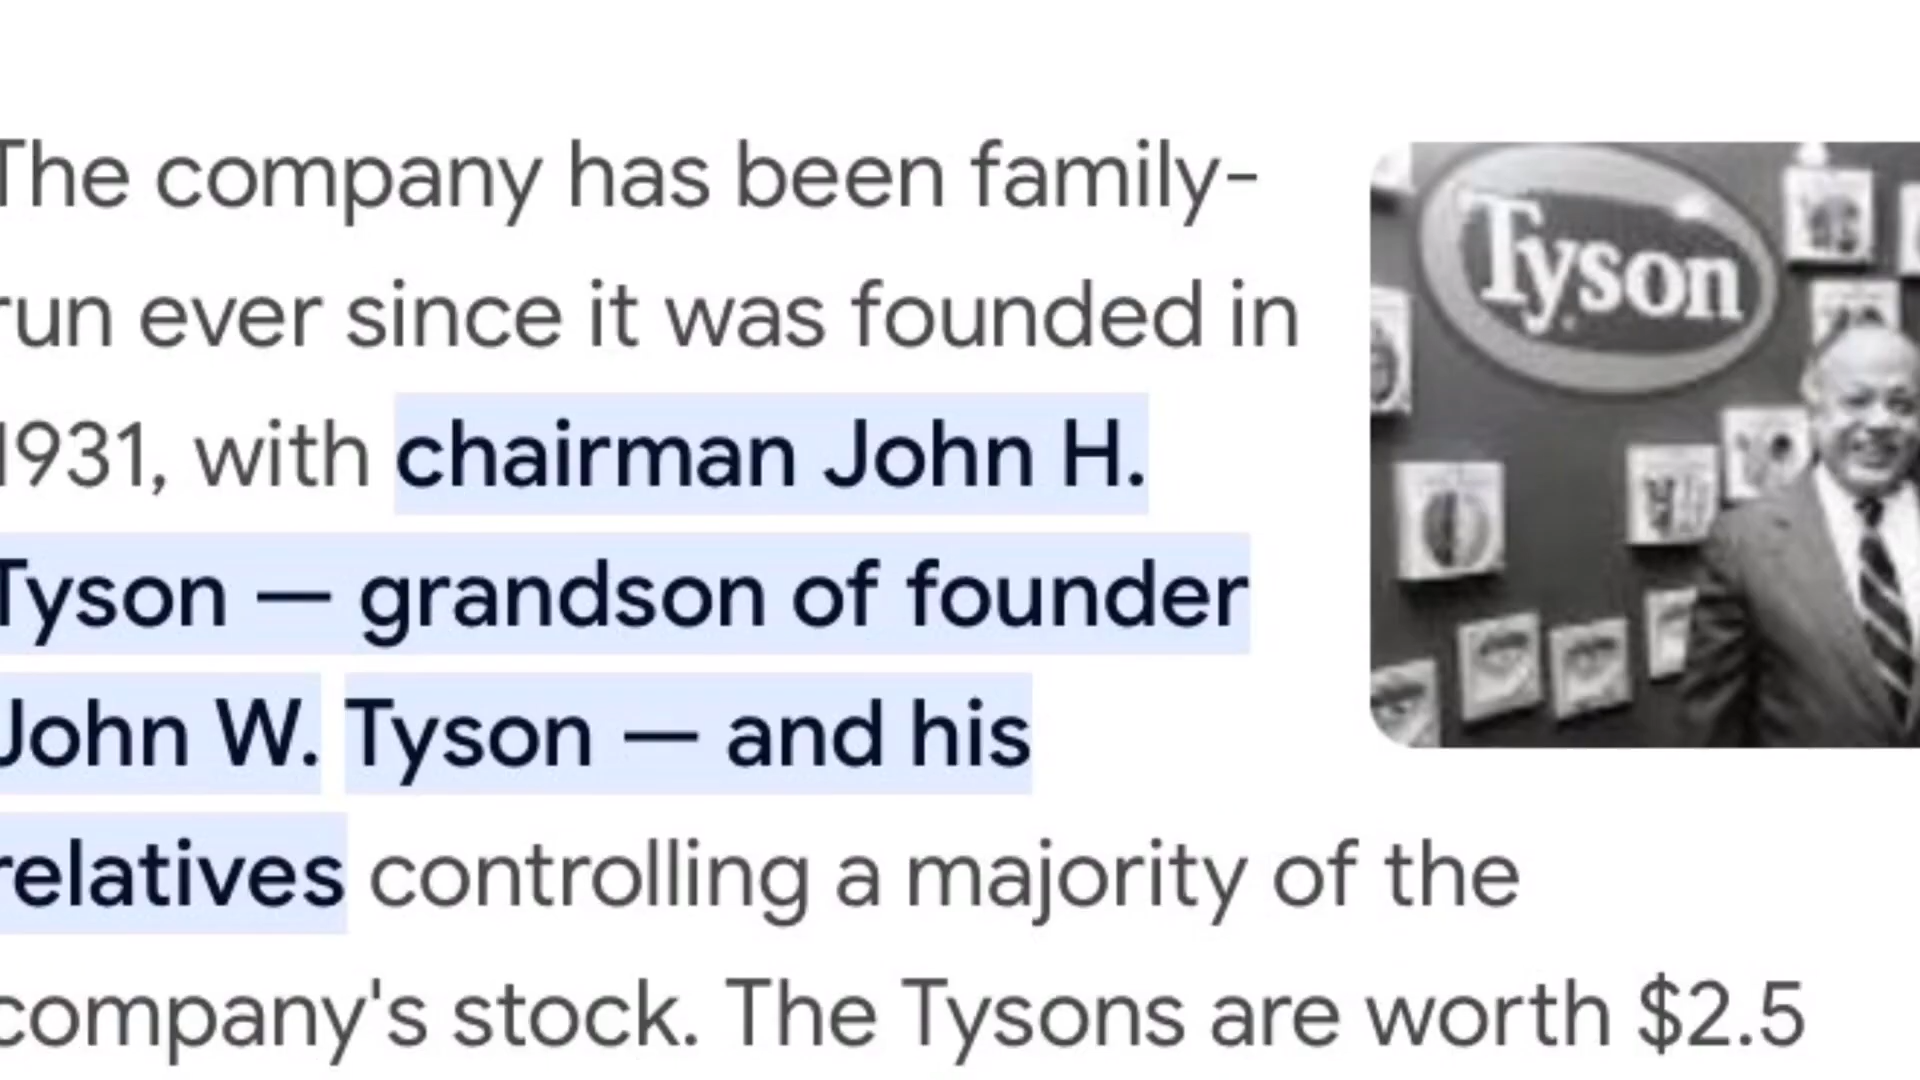 The company has been family-
run ever since it was founded in
1931, with chairman John H.
Tyson — grandson of founder
John W. Tyson — and his
relatives controlling a majority of the
company's stock. The Tysons are worth $2.5
Tyson